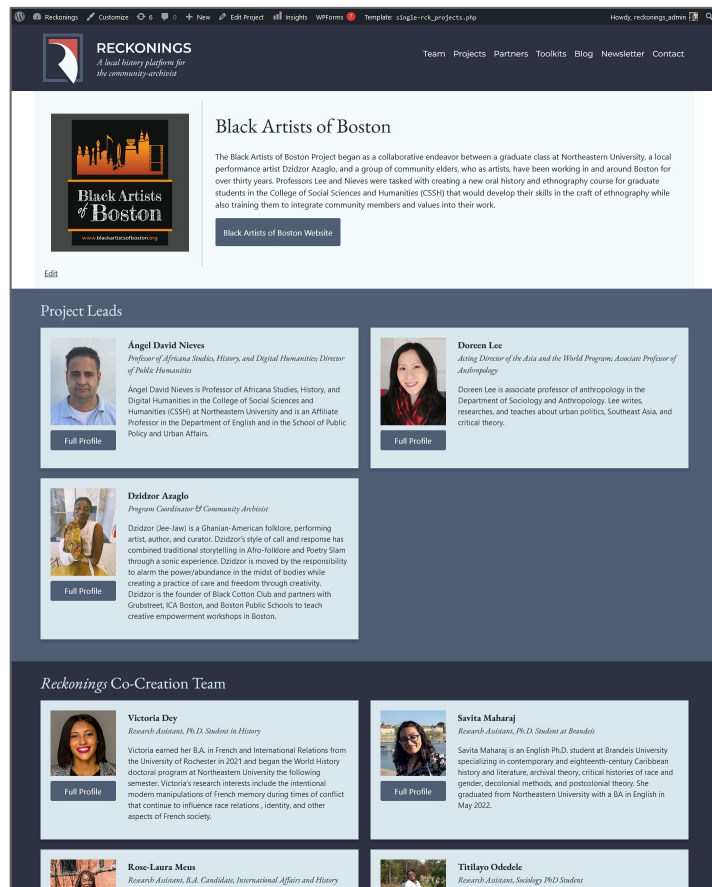 Reckonings Customize 6 0 New Edit Project Insights WPForms 7 Template: single-rck_projects.php Howdy, reckonings_admin
RECKONINGS
A local history platform for
the community-archivist
Team Projects Partners Toolkits Blog Newsletter Contact
Black Artists
of Boston
www.blackartistsofboston.org
Black Artists of Boston
The Black Artists of Boston Project began as a collaborative endeavor between a graduate class at Northeastern University, a local
performance artist Dzidzor Azaglo, and a group of community elders, who as artists, have been working in and around Boston for
over thirty years. Professors Lee and Nieves were tasked with creating a new oral history and ethnography course for graduate
students in the College of Social Sciences and Humanities (CSSH) that would develop their skills in the craft of ethnography while
also training them to integrate community members and values into their work.
Black Artists of Boston Website
Edit
Project Leads
Ángel David Nieves
Professor of Africana Studies, History, and Digital Humanities; Director
of Public Humanities
Ángel David Nieves is Professor of Africana Studies, History, and
Digital Humanities in the College of Social Sciences and
Humanities (CSSH) at Northeastern University and is an Affiliate
Professor in the Department of English and in the School of Public
Policy and Urban Affairs.
Full Profile
Doreen Lee
Acting Director of the Asia and the World Program; Associate Professor of
Anthropology
Doreen Lee is associate professor of anthropology in the
Department of Sociology and Anthropology. Lee writes,
researches, and teaches about urban politics, Southeast Asia, and
critical theory.
Full Profile
Dzidzor Azaglo
Program Coordinator & Community Archivist
Dzidzor (Jee-Jaw) is a Ghanian-American folklore, performing
artist, author, and curator. Dzidzor's style of call and response has
combined traditional storytelling in Afro-folklore and Poetry Slam
through a sonic experience. Dzidzor is moved by the responsibility
to alarm the power/abundance in the midst of bodies while
creating a practice of care and freedom through creativity.
Dzidzor is the founder of Black Cotton Club and partners with
Grubstreet, ICA Boston, and Boston Public Schools to teach
creative empowerment workshops in Boston.
Full Profile
Reckonings Co-Creation Team
Victoria Dey
Research Assistant, Ph.D. Student in History
Victoria earned her B.A. in French and International Relations from
the University of Rochester in 2021 and began the World History
doctoral program at Northeastern University the following
semester. Victoria's research interests include the intentional
modern manipulations of French memory during times of conflict
that continue to influence race relations , identity, and other
aspects of French society.
Full Profile
Savita Maharaj
Research Assistant, Ph.D. Student at Brandeis
Savita Maharaj is an English Ph.D. student at Brandeis University
specializing in contemporary and eighteenth-century Caribbean
history and literature, archival theory, critical histories of race and
gender, decolonial methods, and postcolonial theory. She
graduated from Northeastern University with a BA in English in
May 2022.
Full Profile
Rose-Laura Meus
Research Assistant, B.A. Candidate, International Affairs and History
Titilayo Odedele
Research Assistant, Sociology PhD Student